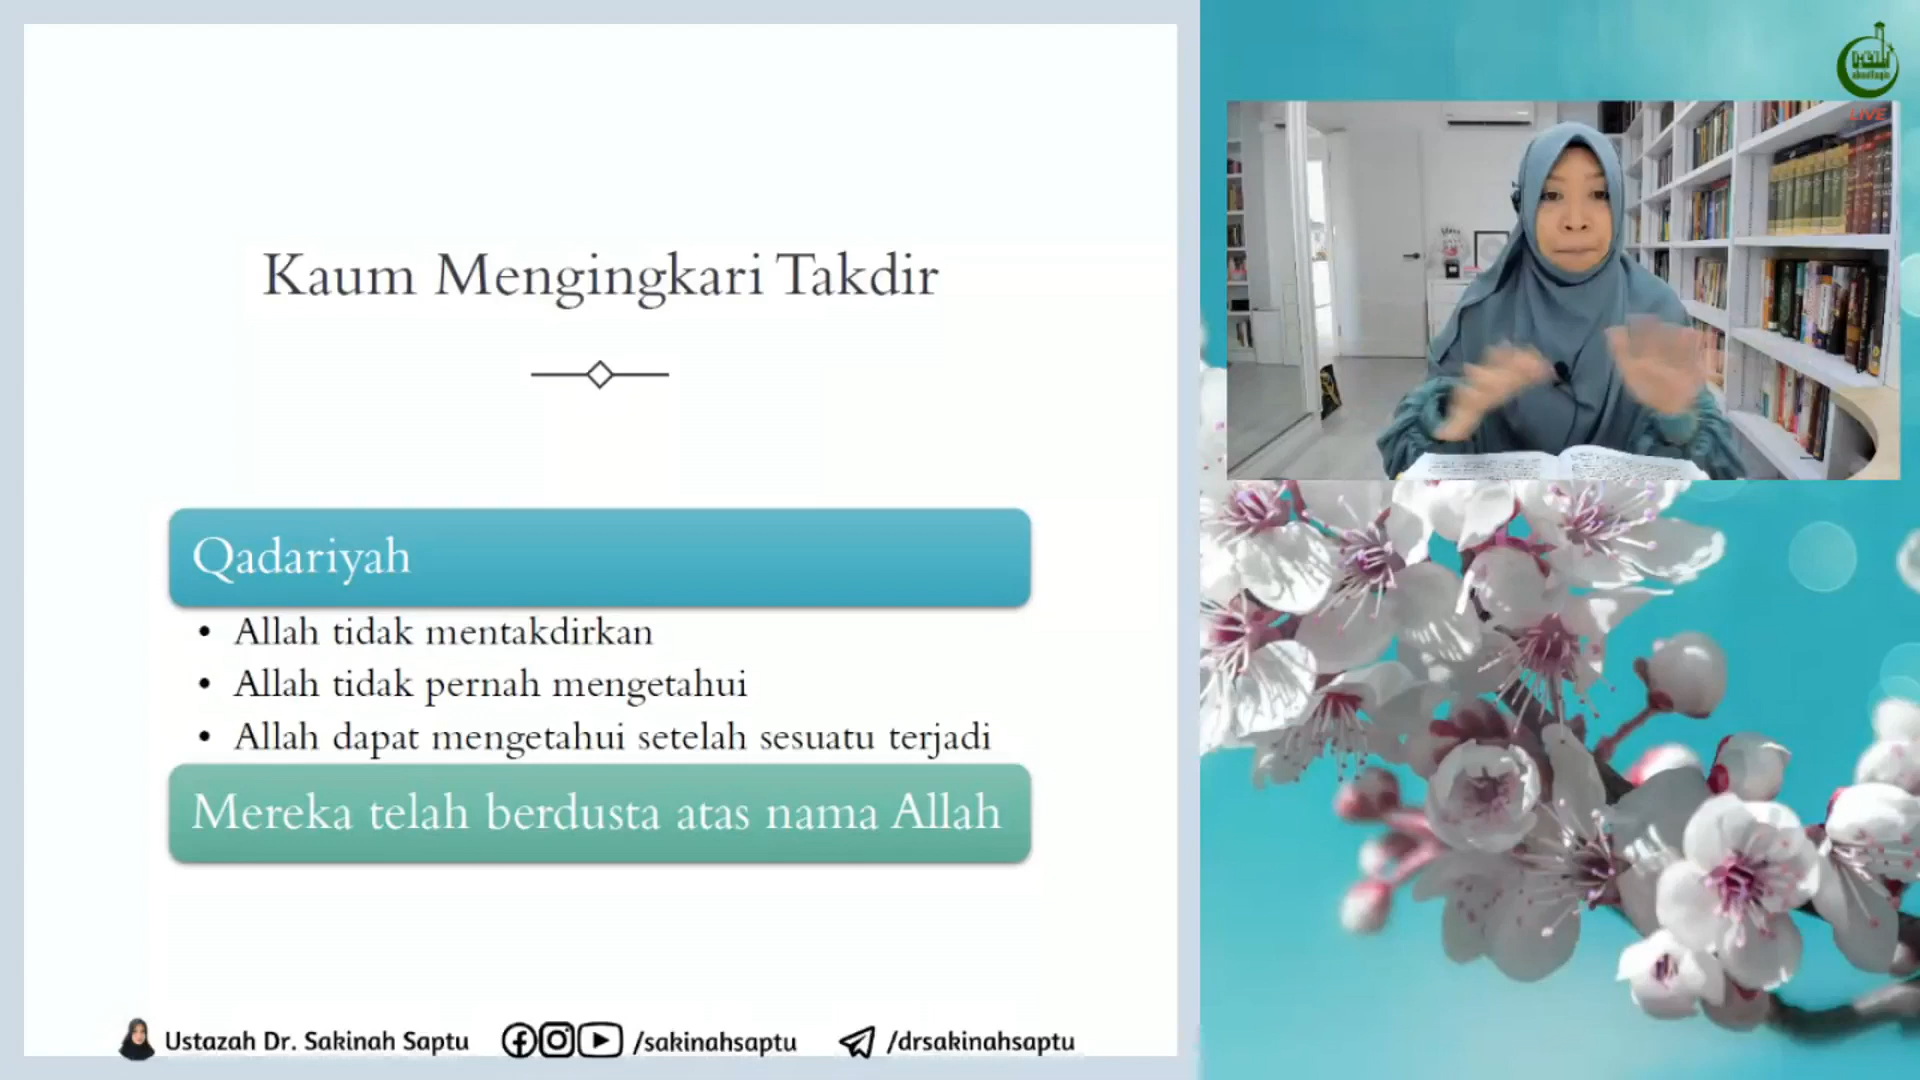 Kaum Mengingkari Takdir
Qadariyah
• Allah tidak mentakdirkan
• Allah tidak pernah mengetahui
• Allah dapat mengetahui setelah sesuatu terjadi
Mereka telah berdusta atas nama Allah
Ustazah Dr. Sakinah Saptu
/sakinahsaptu
/drsakinahsaptu
LIVE